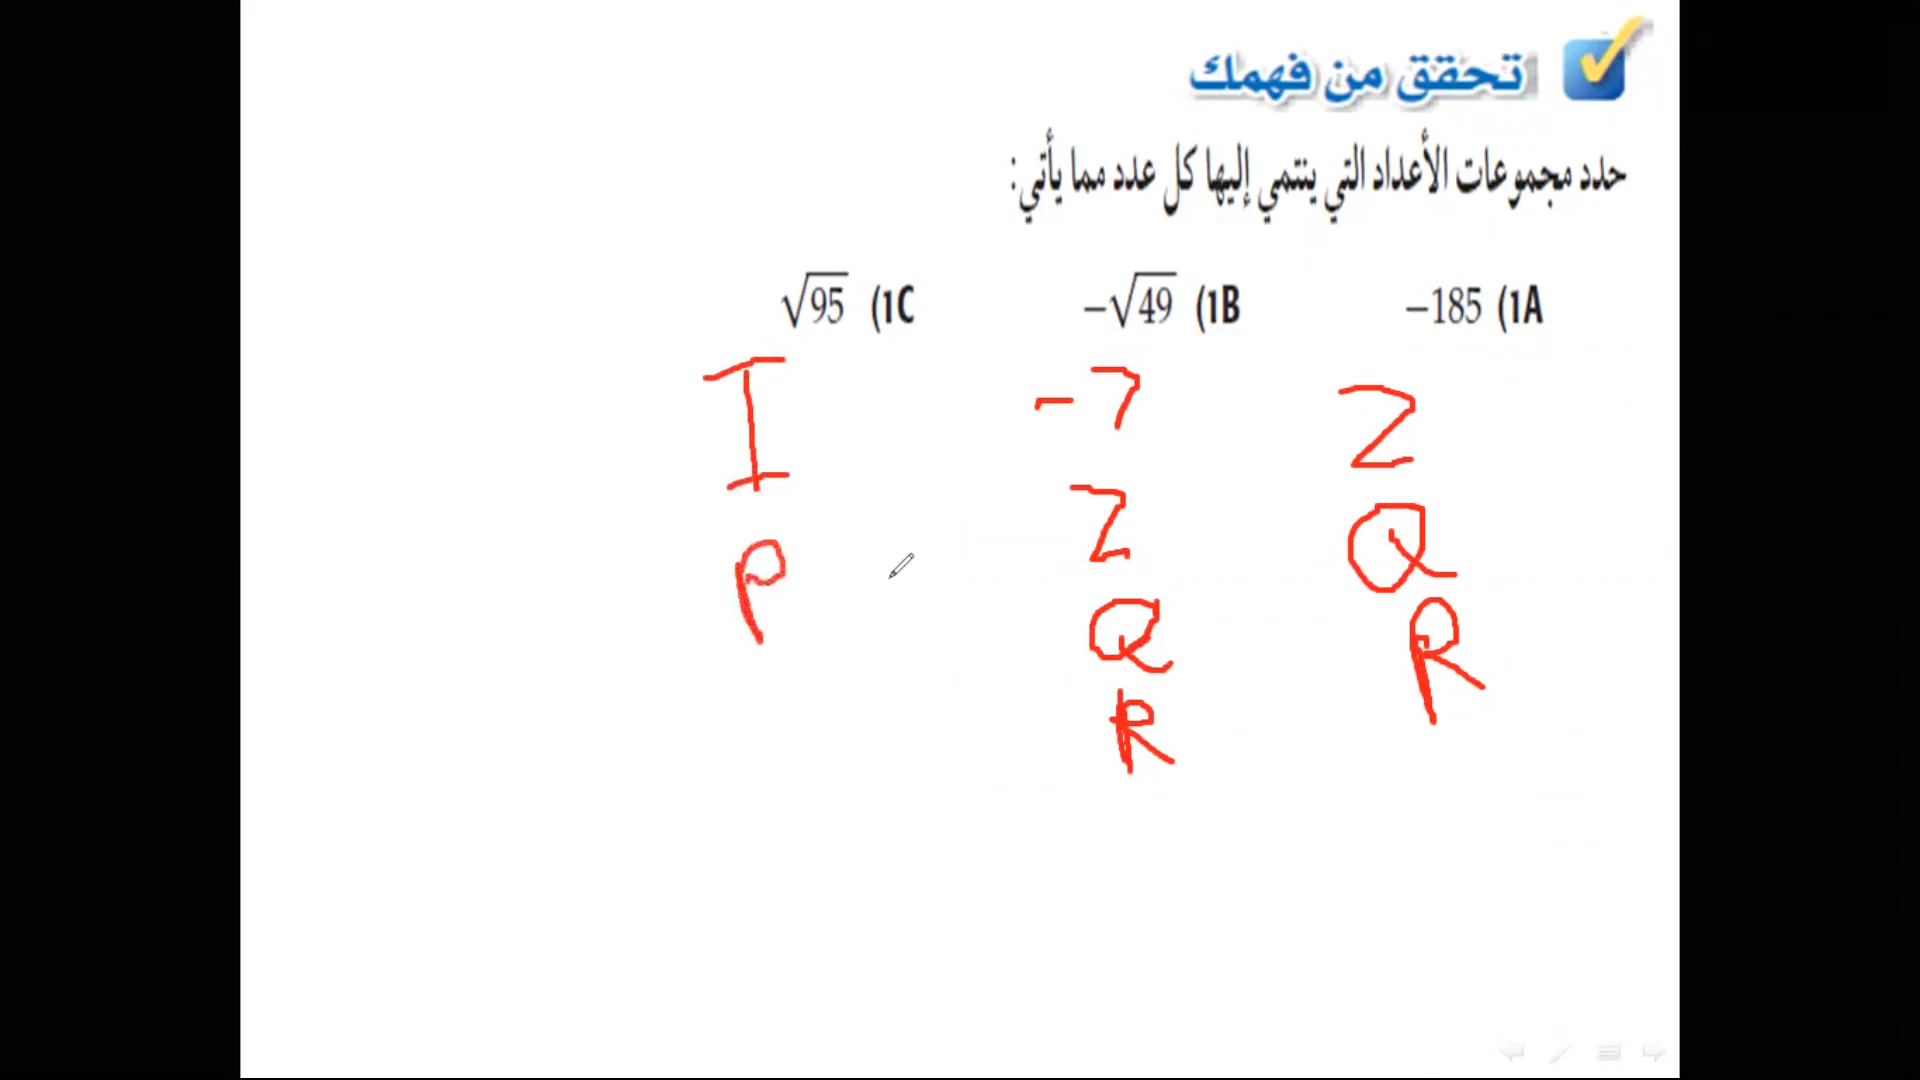 تحقق من فهمك
حدد مجموعات الأعداد التي ينتمي إليها كل عدد مما يأتي:
–185 (1A –√49 (1B √95 (1C
Z
Q
R
-7
Z
Q
R
I
P